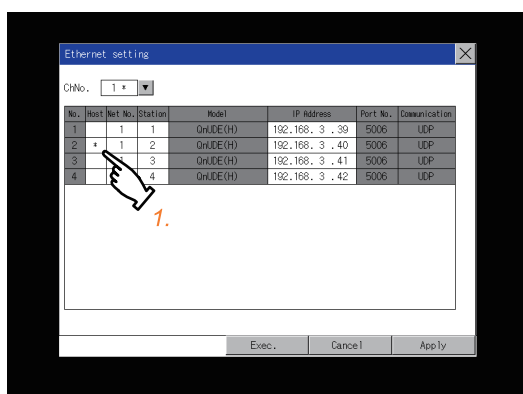 Ethernet setting
ChNo. 1 * ▼
No. Host Net No. Station Model IP Address Port No. Communication
1 1 1 QnUDE(H) 192.168. 3 .39 5006 UDP
2 * 1 2 QnUDE(H) 192.168. 3 .40 5006 UDP
3 1 3 QnUDE(H) 192.168. 3 .41 5006 UDP
4 4 QnUDE(H) 192.168. 3 .42 5006 UDP
1.
Exec. Cancel Apply